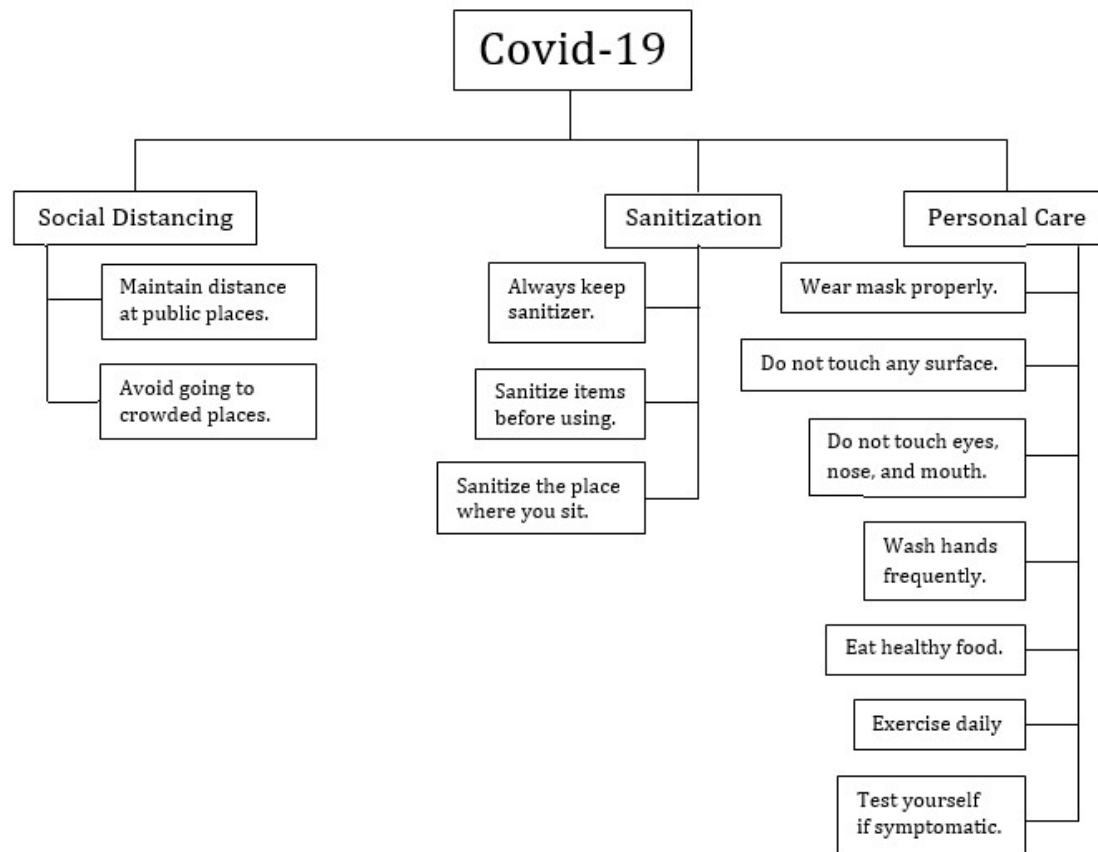 Covid-19
Social Distancing
Maintain distance
at public places.
Avoid going to
crowded places.
Sanitization
Always keep
sanitizer.
Sanitize items
before using.
Sanitize the place
where you sit.
Personal Care
Wear mask properly.
Do not touch any surface.
Do not touch eyes,
nose, and mouth.
Wash hands
frequently.
Eat healthy food.
Exercise daily
Test yourself
if symptomatic.